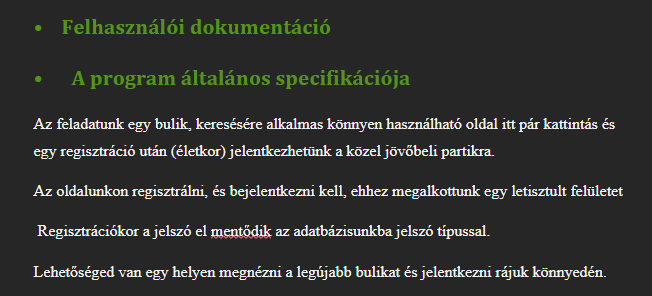 • Felhasználói dokumentáció
• A program általános specifikációja
Az feladatunk egy bulik, keresésére alkalmas könnyen használható oldal itt pár kattintás és
egy regisztráció után (életkor) jelentkezhetünk a közel jövőbeli partikra.
Az oldalunkon regisztrálni, és bejelentkezni kell, ehhez megalkottunk egy letisztult felületet
Regisztrációkor a jelszó el mentődik az adatbázisunkba jelszó típussal.
Lehetőséged van egy helyen megnézni a legújabb bulikat és jelentkezni rájuk könnyedén.